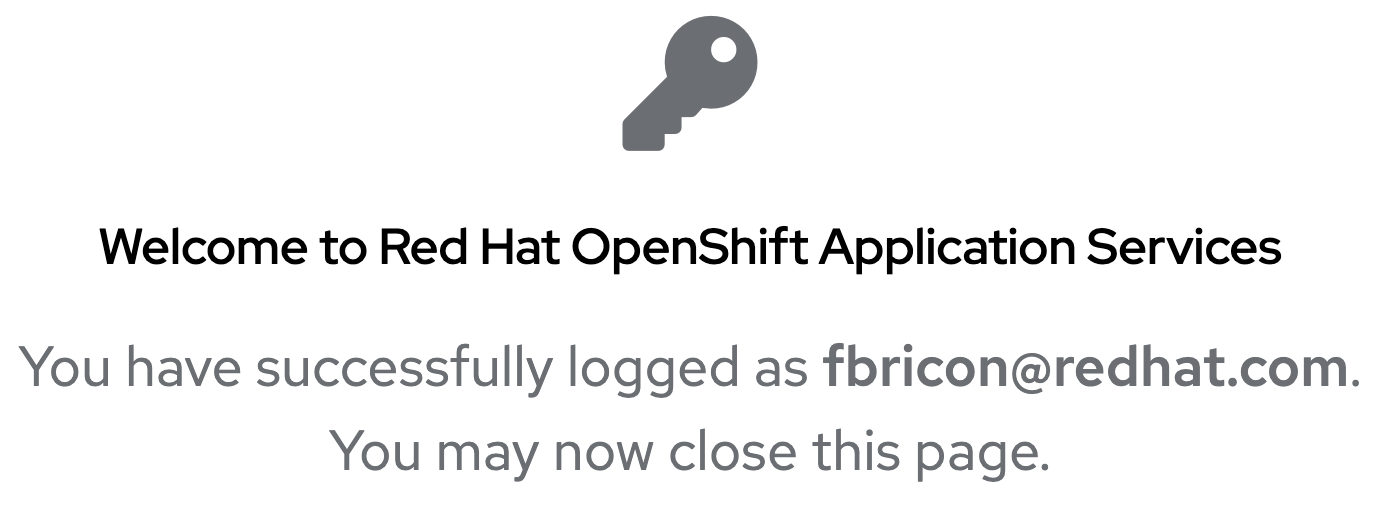 Welcome to Red Hat OpenShift Application Services
You have successfully logged as fbricon@redhat.com.
You may now close this page.